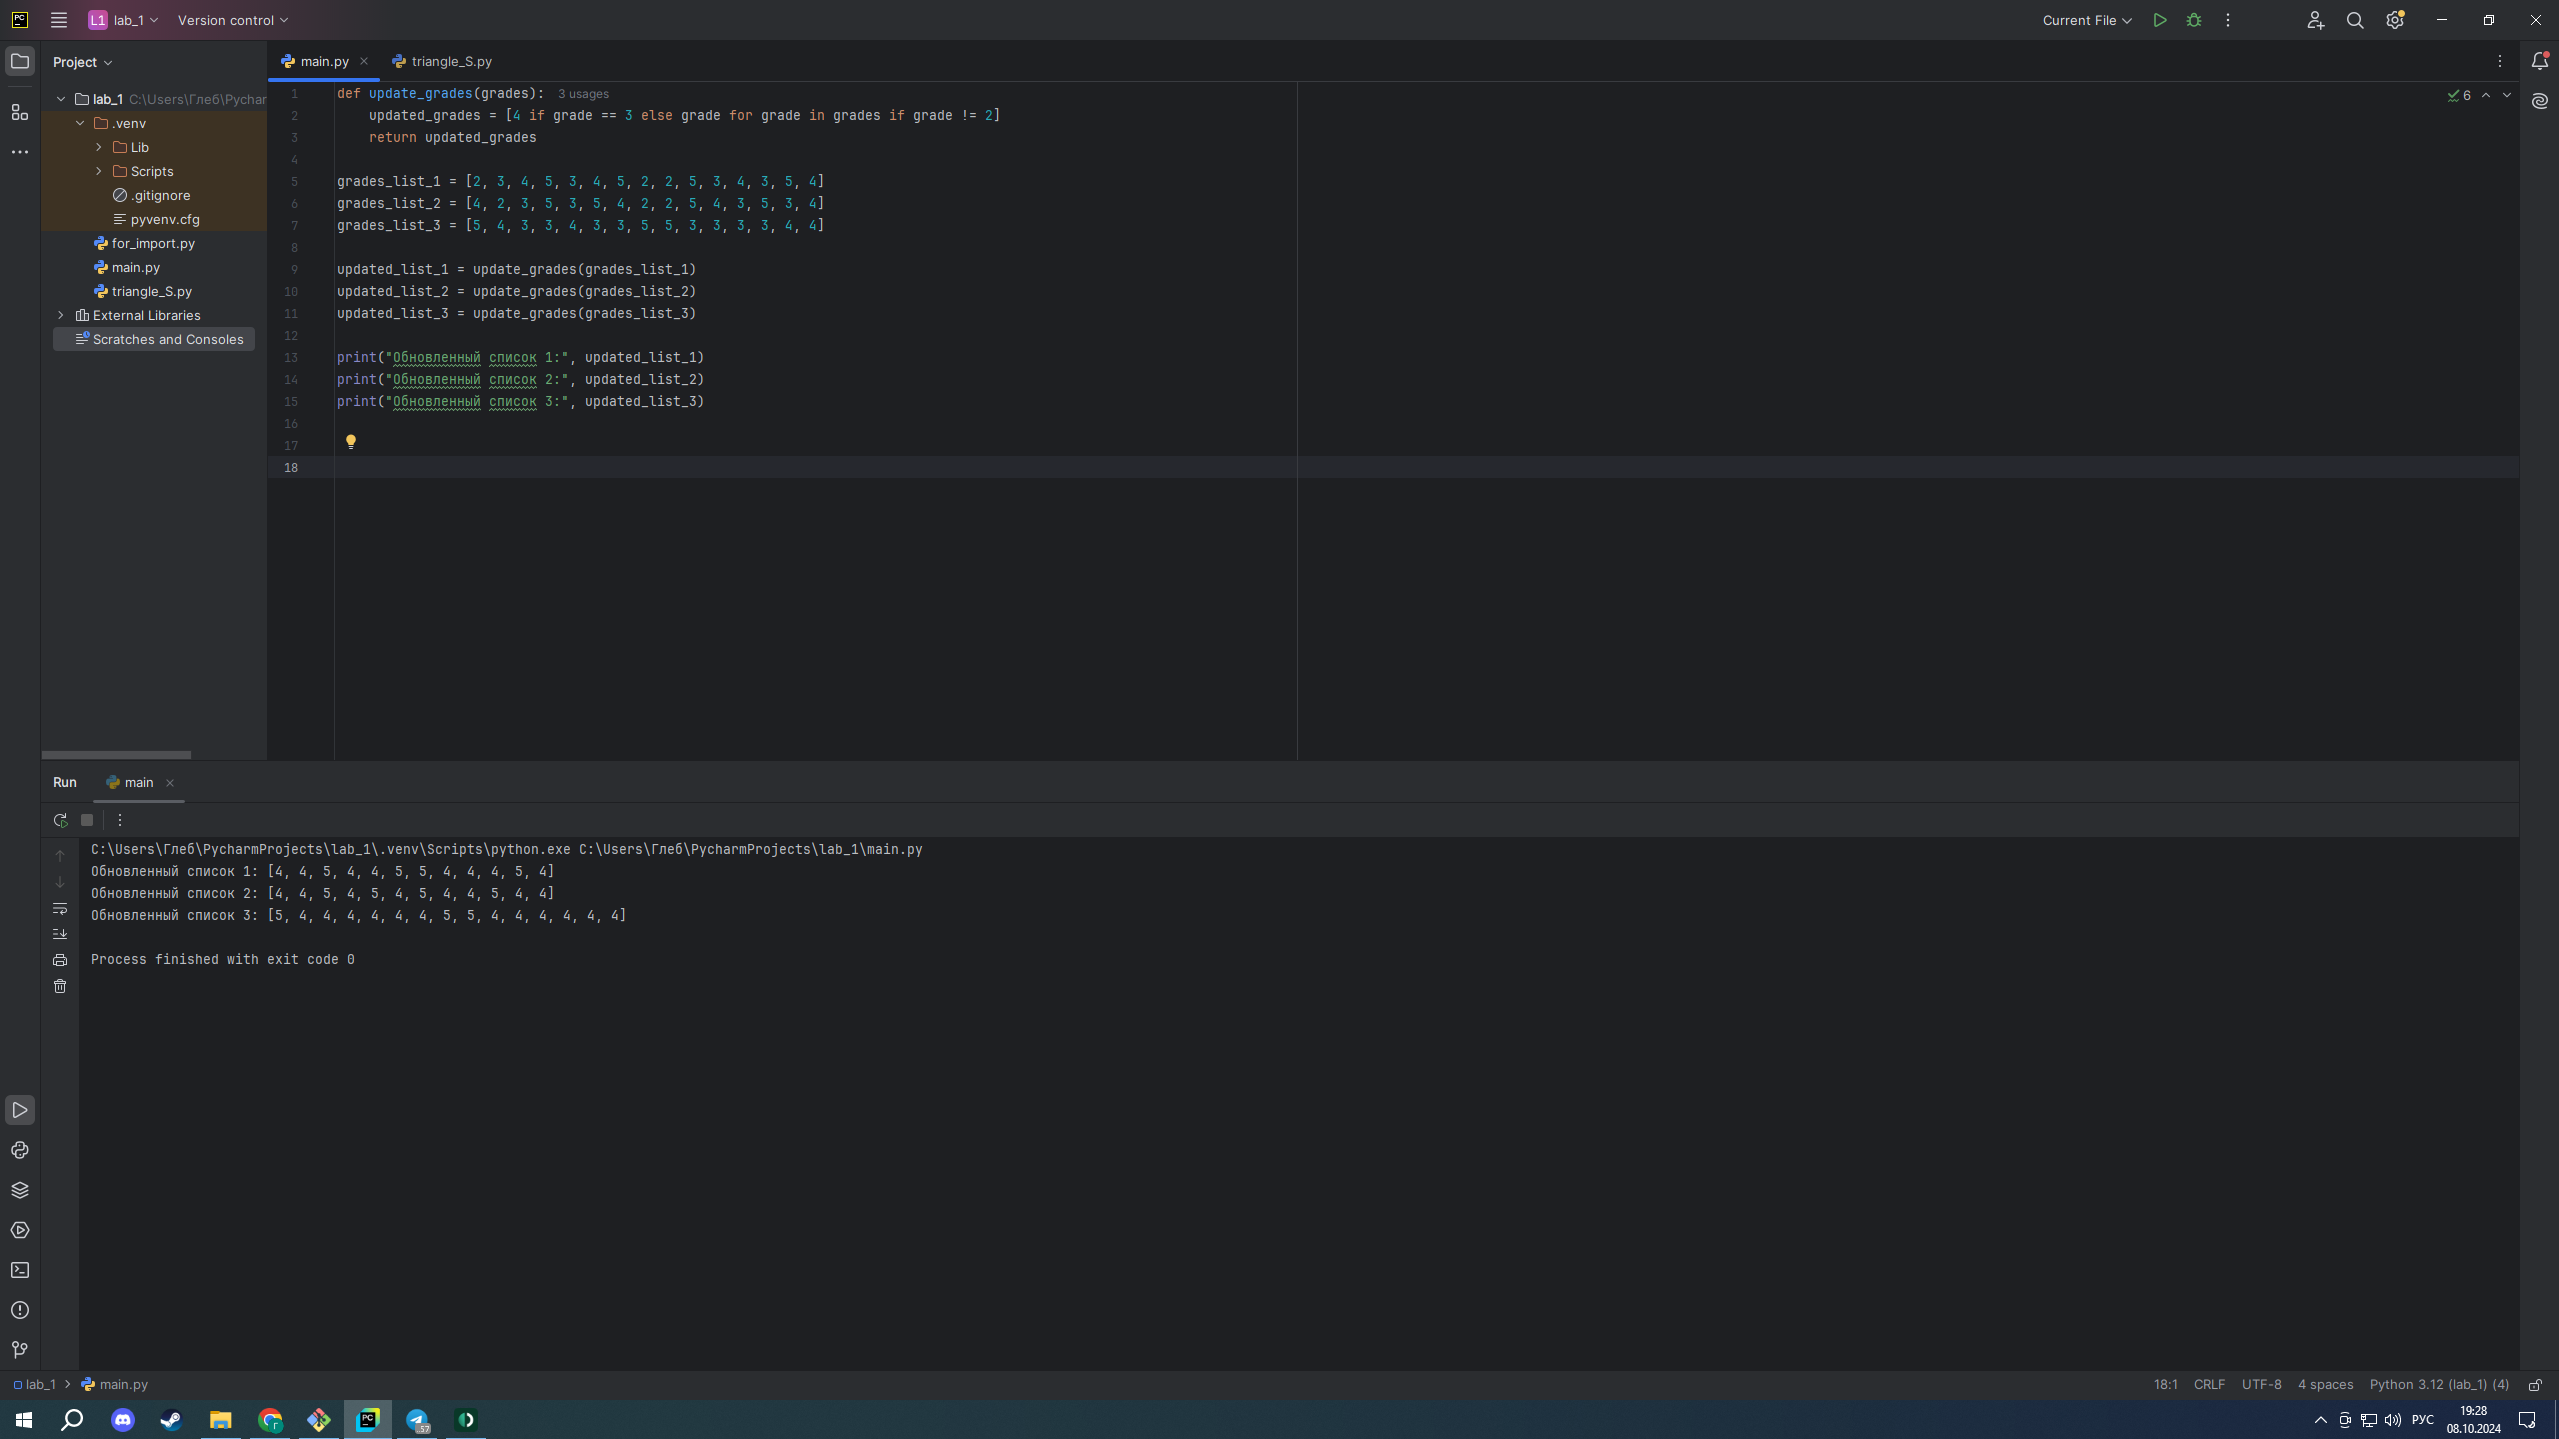 PC L1 lab_1 Version control Current File
Project main.py triangle_S.py
lab_1 C:\Users\Глеб\Pychar
.venv
Lib
Scripts
.gitignore
pyvenv.cfg
for_import.py
main.py
triangle_S.py
External Libraries
Scratches and Consoles
1 def update_grades(grades): 3 usages 6
2 updated_grades = [4 if grade == 3 else grade for grade in grades if grade != 2]
3 return updated_grades
4
5 grades_list_1 = [2, 3, 4, 5, 3, 4, 5, 2, 2, 5, 3, 4, 3, 5, 4]
6 grades_list_2 = [4, 2, 3, 5, 3, 5, 4, 2, 2, 5, 4, 3, 5, 3, 4]
7 grades_list_3 = [5, 4, 3, 3, 4, 3, 3, 5, 5, 3, 3, 3, 3, 4, 4]
8
9 updated_list_1 = update_grades(grades_list_1)
10 updated_list_2 = update_grades(grades_list_2)
11 updated_list_3 = update_grades(grades_list_3)
12
13 print("Обновленный список 1:", updated_list_1)
14 print("Обновленный список 2:", updated_list_2)
15 print("Обновленный список 3:", updated_list_3)
16
17
18
Run main
C:\Users\Глеб\PycharmProjects\lab_1\.venv\Scripts\python.exe C:\Users\Глеб\PycharmProjects\lab_1\main.py
Обновленный список 1: [4, 4, 5, 4, 4, 5, 5, 4, 4, 4, 5, 4]
Обновленный список 2: [4, 4, 5, 4, 5, 4, 5, 4, 4, 5, 4, 4]
Обновленный список 3: [5, 4, 4, 4, 4, 4, 4, 5, 5, 4, 4, 4, 4, 4, 4]
Process finished with exit code 0
lab_1 main.py 18:1 CRLF UTF-8 4 spaces Python 3.12 (lab_1) (4)
PC 57 РУС 19:28
08.10.2024